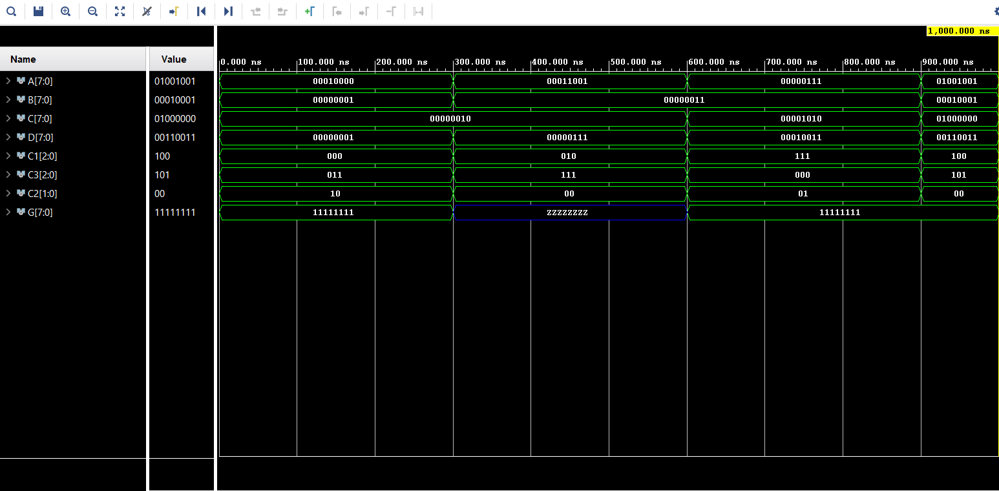 1,000.000 ns
Name Value 0.000 ns 100.000 ns 200.000 ns 300.000 ns 400.000 ns 500.000 ns 600.000 ns 700.000 ns 800.000 ns 900.000 ns
A[7:0] 01001001 00010000 00011001 00000111 01001001
B[7:0] 00010001 00000001 00000011 00010001
C[7:0] 01000000 00000010 00001010 01000000
D[7:0] 00110011 00000001 00000111 00010011 00110011
C1[2:0] 100 000 010 111 100
C3[2:0] 101 011 111 000 101
C2[1:0] 00 10 00 01 00
G[7:0] 11111111 11111111 ZZZZZZZZ 11111111